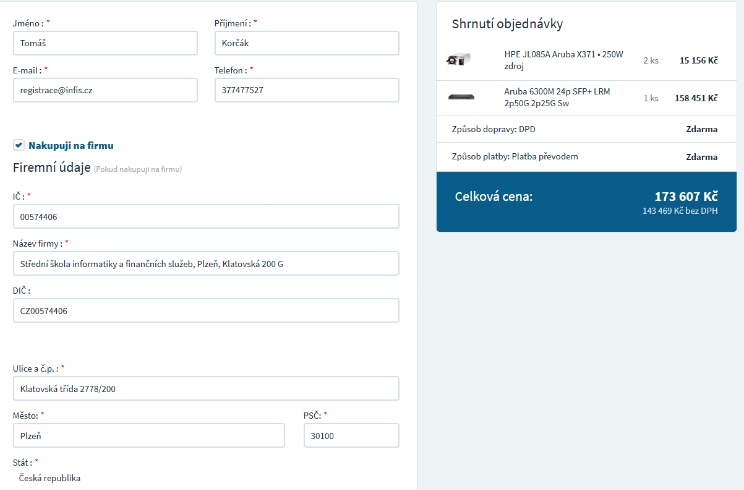 Jméno : *
Příjmení : *
Tomáš
Korčák
E-mail : *
Telefon : *
registrace@infis.cz
377477527
Nakupuji na firmu
Firemní údaje (Pokud nakupuji na firmu)
IČ : *
00574406
Název firmy : *
Střední škola informatiky a finančních služeb, Plzeň, Klatovská 200 G
DIČ :
CZ00574406
Ulice a č.p. : *
Klatovská třída 2778/200
Město: *
PSČ: *
Plzeň
30100
Stát : *
Česká republika
Shrnutí objednávky
HPE JL085A Aruba X371 • 250W
zdroj
2 ks
15 156 Kč
Aruba 6300M 24p SFP+ LRM
2p50G 2p25G Sw
1 ks
158 451 Kč
Způsob dopravy: DPD
Zdarma
Způsob platby: Platba převodem
Zdarma
Celková cena:
173 607 Kč
143 469 Kč bez DPH